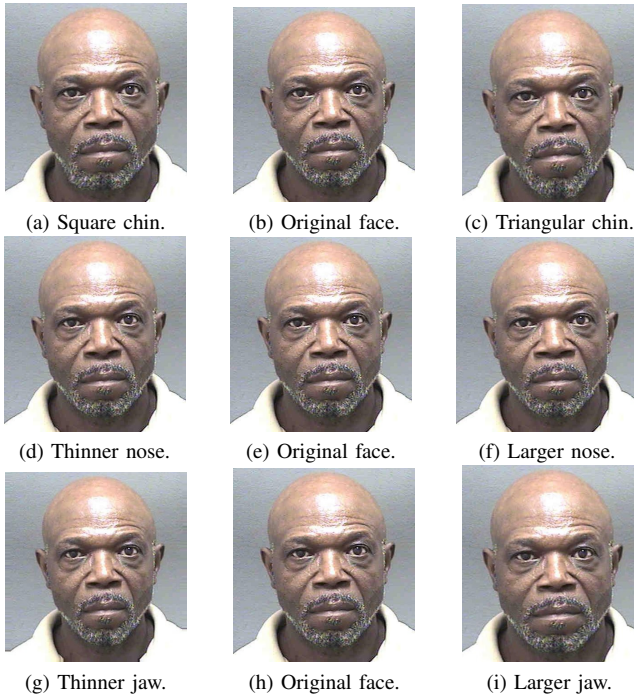 (a) Square chin.
(b) Original face.
(c) Triangular chin.
(d) Thinner nose.
(e) Original face.
(f) Larger nose.
(g) Thinner jaw.
(h) Original face.
(i) Larger jaw.